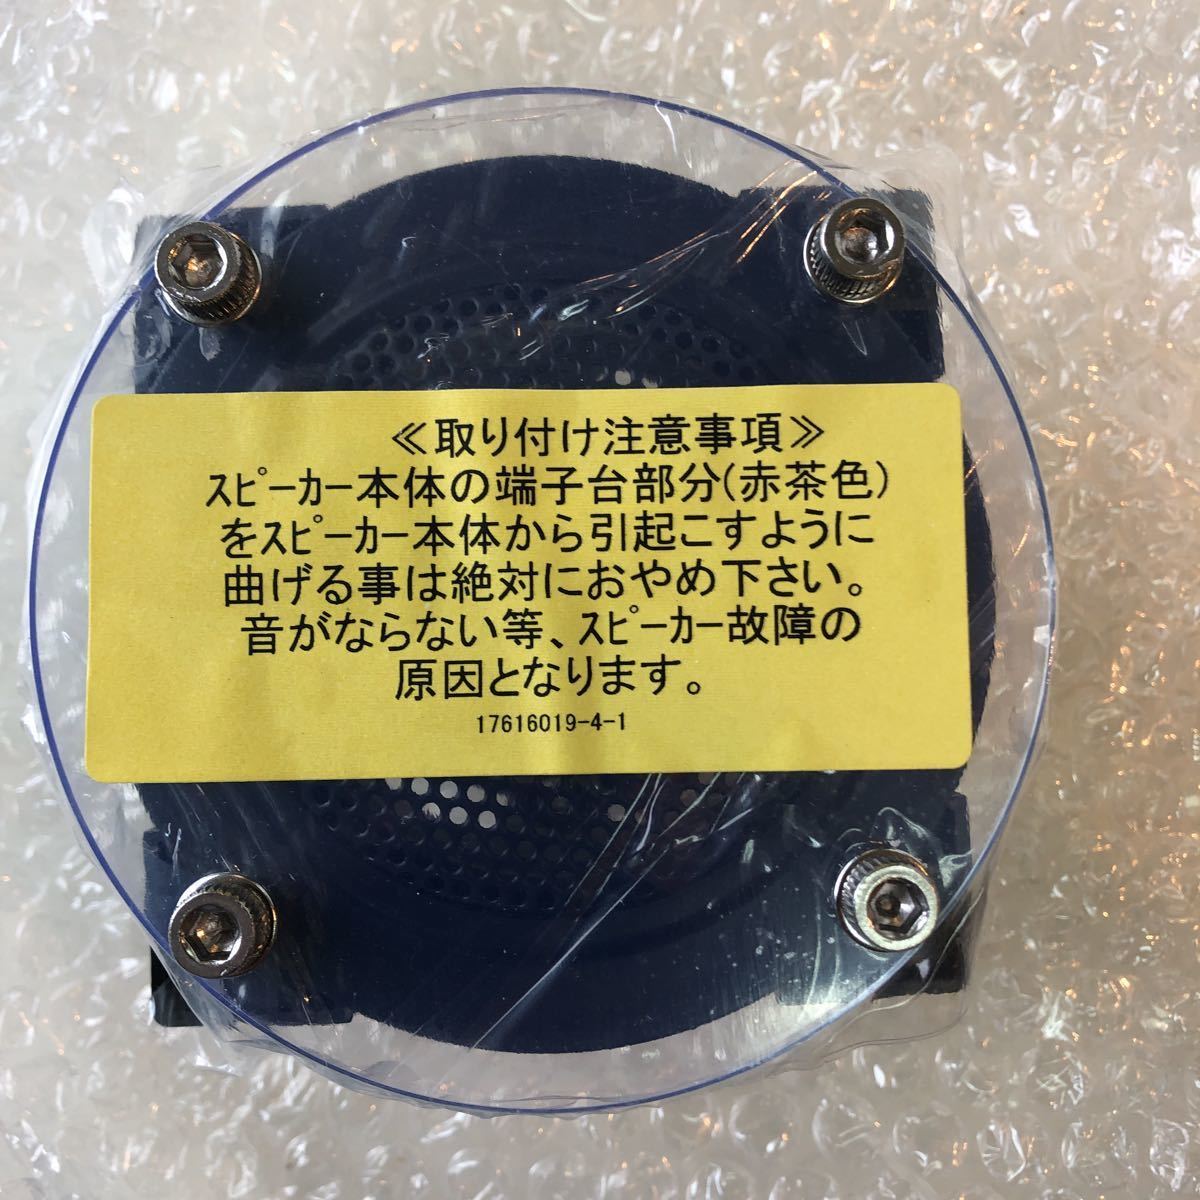 ≪取り付け注意事項≫
ｽﾋﾟｰｶｰ本体の端子台部分(赤茶色)
をｽﾋﾟｰｶｰ本体から引起こすように
曲げる事は絶対におやめ下さい。
音がならない等、ｽﾋﾟｰｶｰ故障の
原因となります。
17616019-4-1